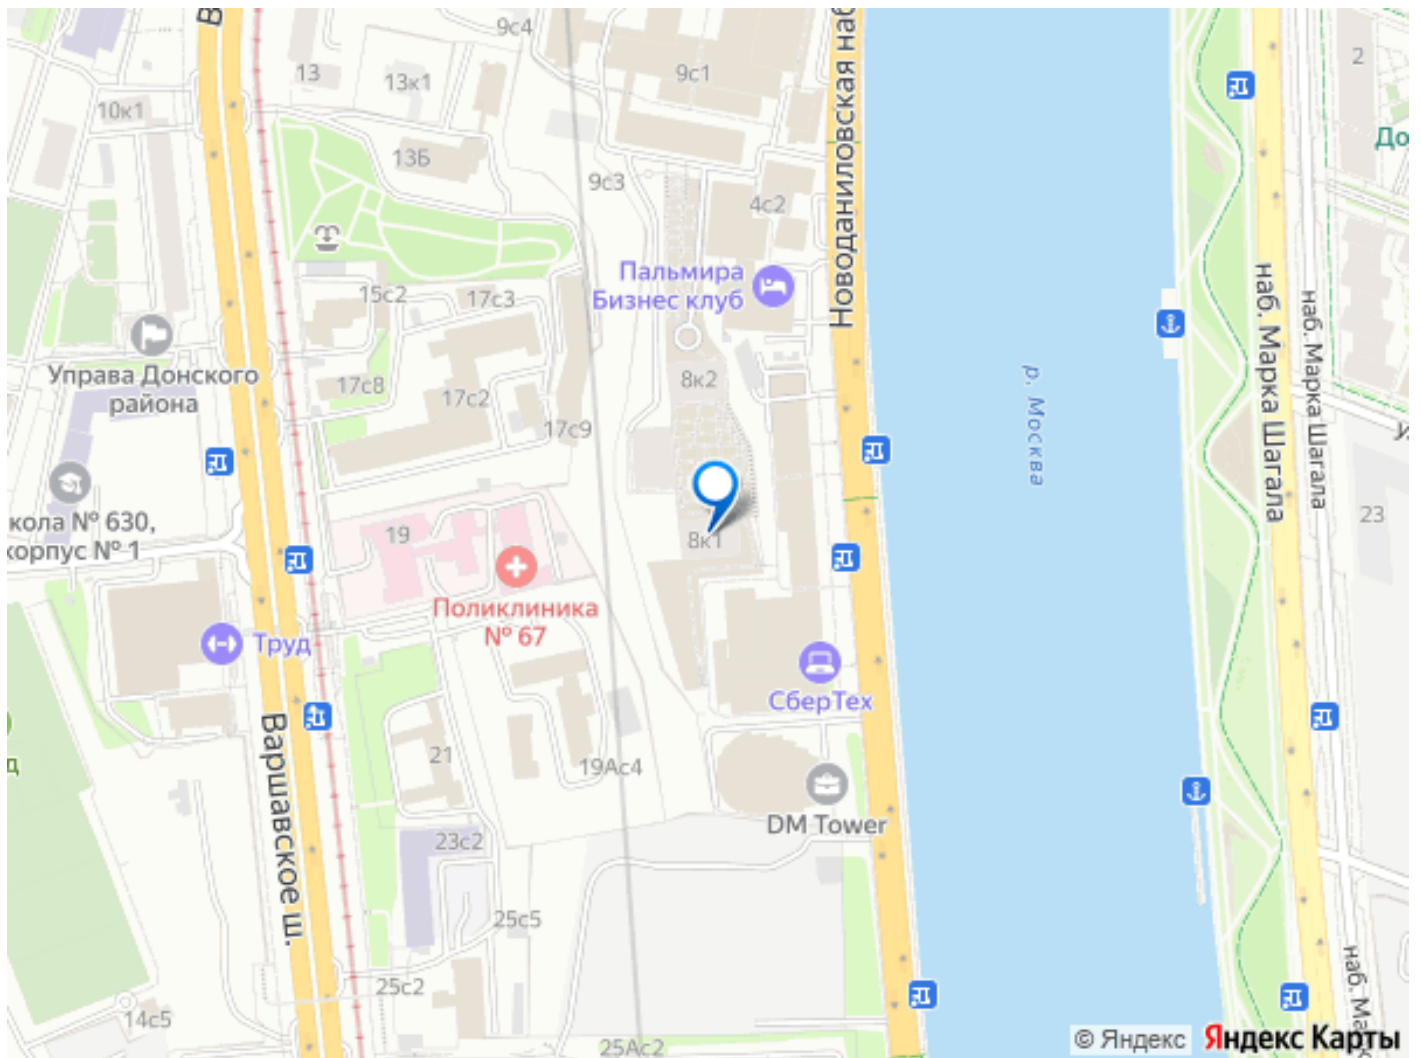 В
9с4
2
13
13к1
9с1
10к1
До
13Б
9с3
4с2
Новоданиловская наб
Пальмира
Бизнес клуб
15с2
17с3
наб. Марка Шагала
наб. Марка Шагала
Управа Донского
района
17с8
17с2
8к2
17с9
р. Москва
кола № 630,
корпус № 1
19
8к1
23
Поликлиника
№ 67
Труд
СберТех
Варшавское ш.
д
21
19Ас4
DM Tower
23с2
25с5
наб. Ма
25с2
14с5
25Ас2
© Яндекс
Яндекс Карты